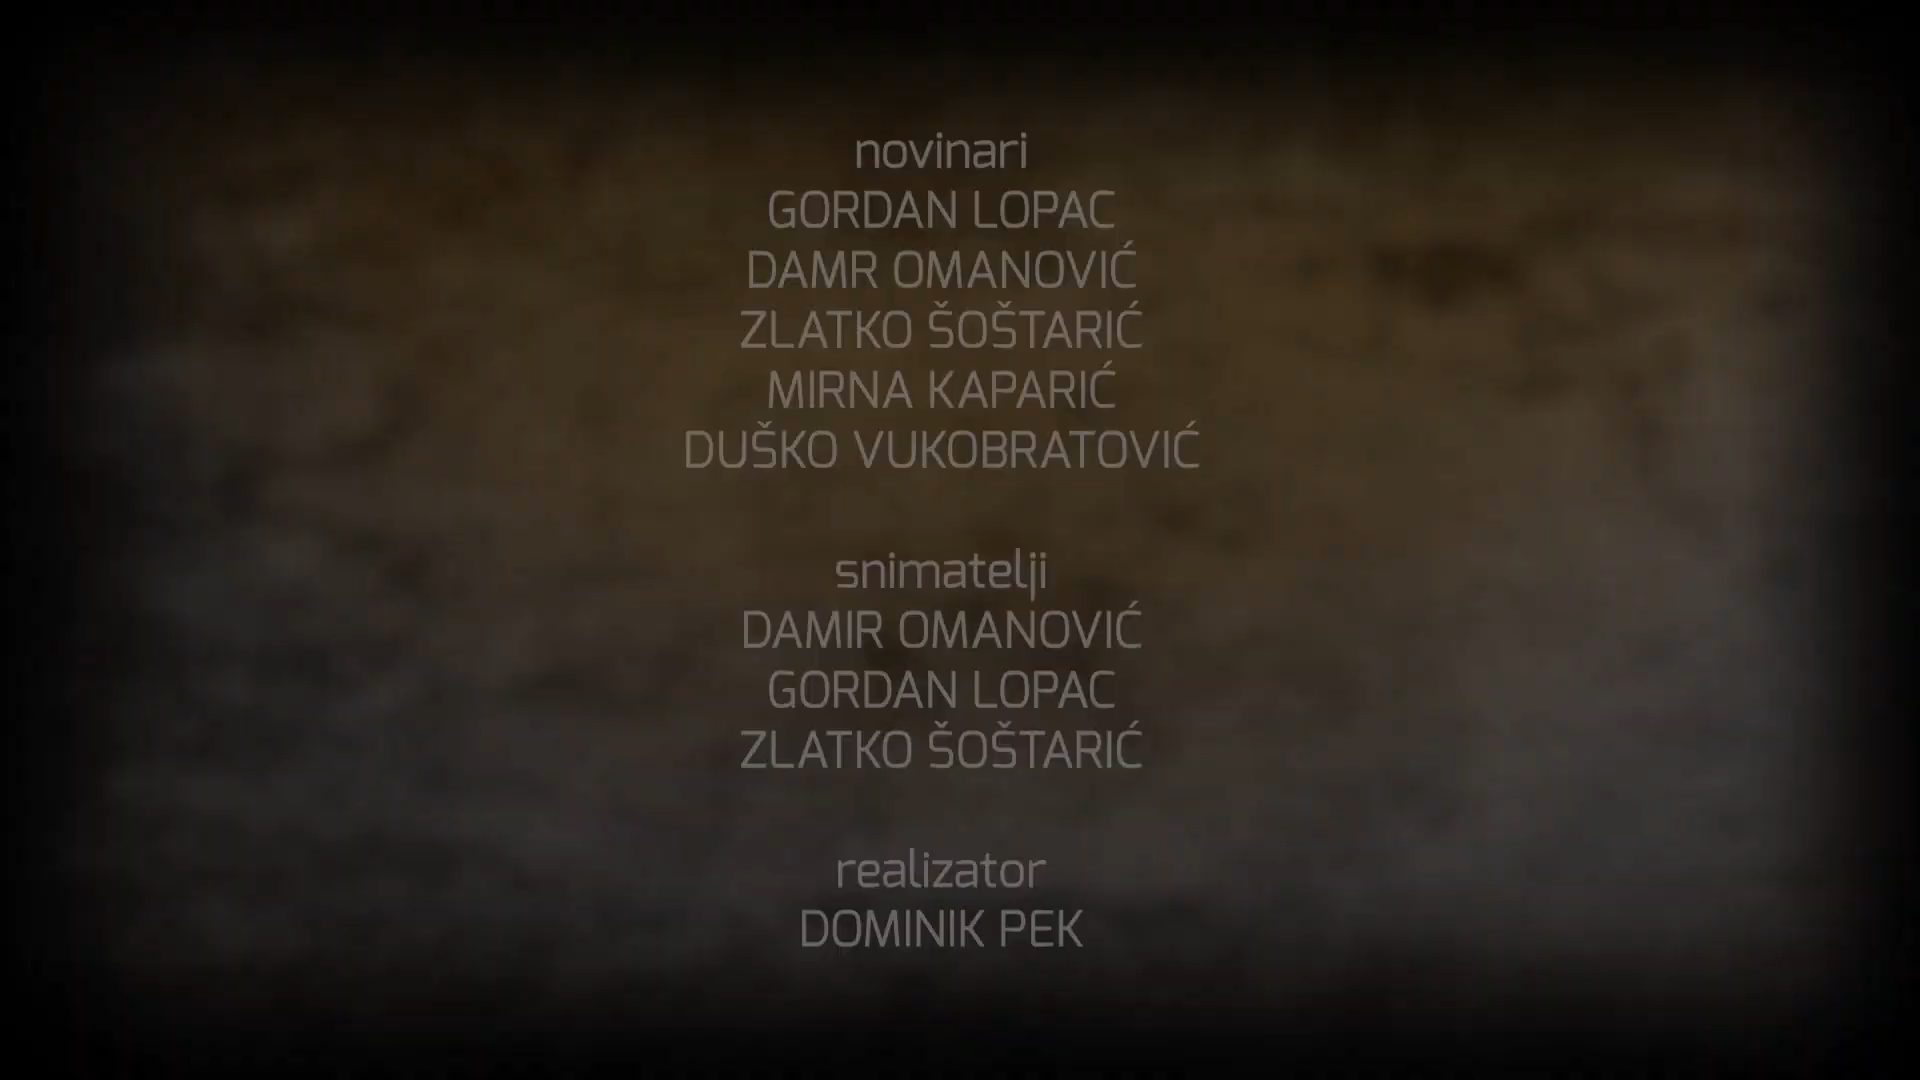 novinari
GORDAN LOPAC
DAMR OMANOVIĆ
ZLATKO ŠOŠTARIĆ
MIRNA KAPARIĆ
DUŠKO VUKOBRATOVIĆ
snimatelji
DAMIR OMANOVIĆ
GORDAN LOPAC
ZLATKO ŠOŠTARIĆ
realizator
DOMINIK PEK